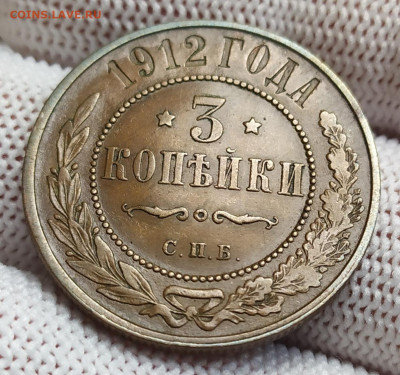 COINS.LAVE.RU
1912 ГОДА
3
КОПѢЙКИ
С.П.Б.